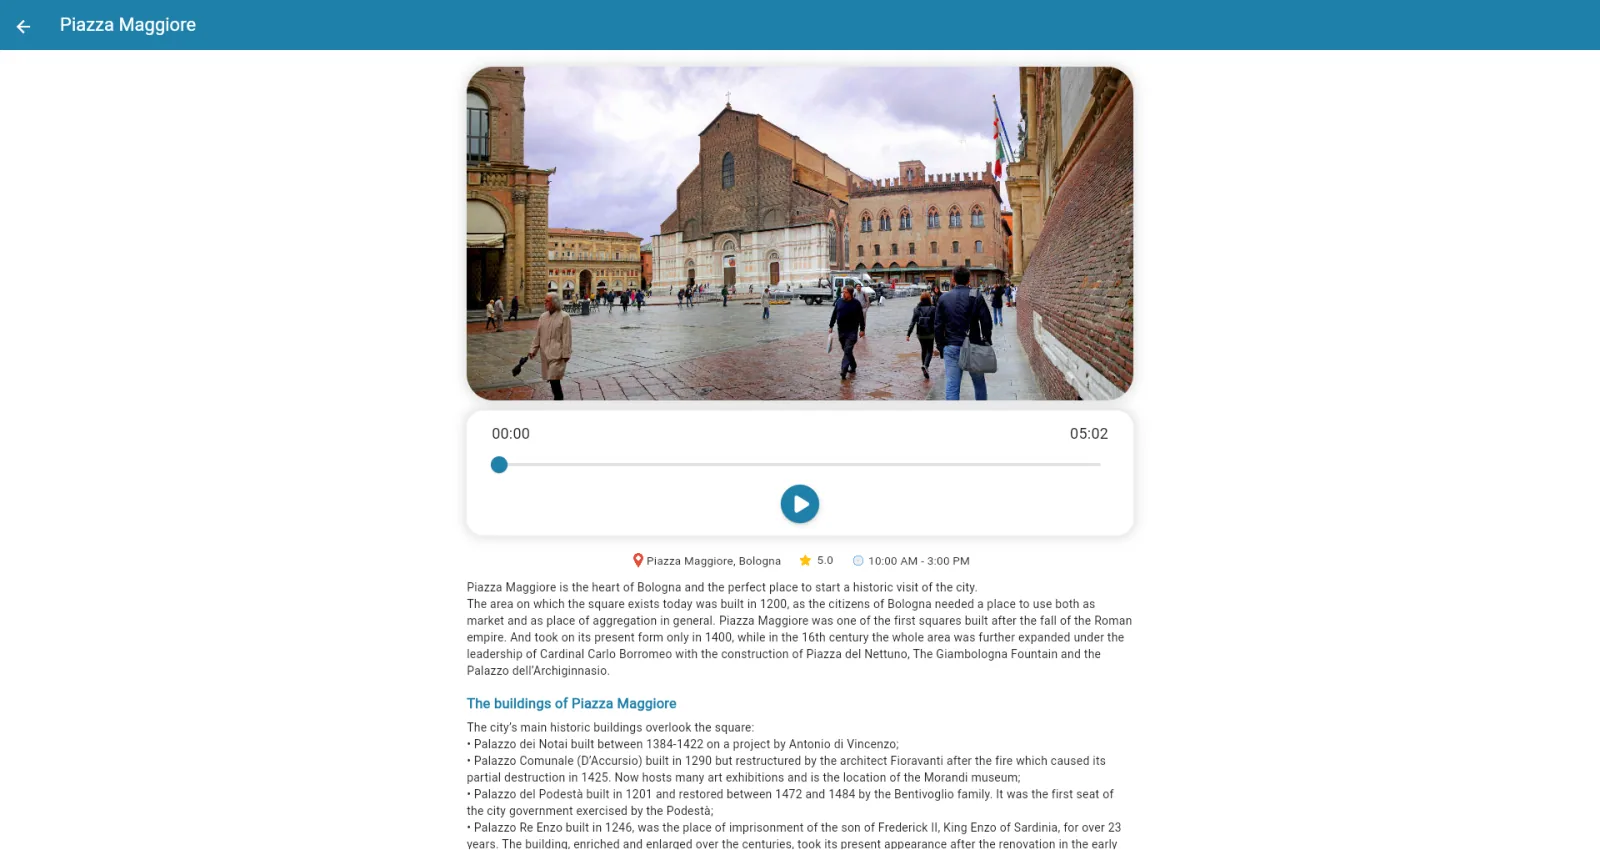 Piazza Maggiore
00:00
05:02
Piazza Maggiore, Bologna
5.0
10:00 AM - 3:00 PM
Piazza Maggiore is the heart of Bologna and the perfect place to start a historic visit of the city.
The area on which the square exists today was built in 1200, as the citizens of Bologna needed a place to use both as
market and as place of aggregation in general. Piazza Maggiore was one of the first squares built after the fall of the Roman
empire. And took on its present form only in 1400, while in the 16th century the whole area was further expanded under the
leadership of Cardinal Carlo Borromeo with the construction of Piazza del Nettuno, The Giambologna Fountain and the
Palazzo dell’Archiginnasio.
The buildings of Piazza Maggiore
The city’s main historic buildings overlook the square:
• Palazzo dei Notai built between 1384-1422 on a project by Antonio di Vincenzo;
• Palazzo Comunale (D’Accursio) built in 1290 but restructured by the architect Fioravanti after the fire which caused its
partial destruction in 1425. Now hosts many art exhibitions and is the location of the Morandi museum;
• Palazzo del Podestà built in 1201 and restored between 1472 and 1484 by the Bentivoglio family. It was the first seat of
the city government exercised by the Podestà;
• Palazzo Re Enzo built in 1246, was the place of imprisonment of the son of Frederick II, King Enzo of Sardinia, for over 23
years. The building, enriched and enlarged over the centuries, took its present appearance after the renovation in the early